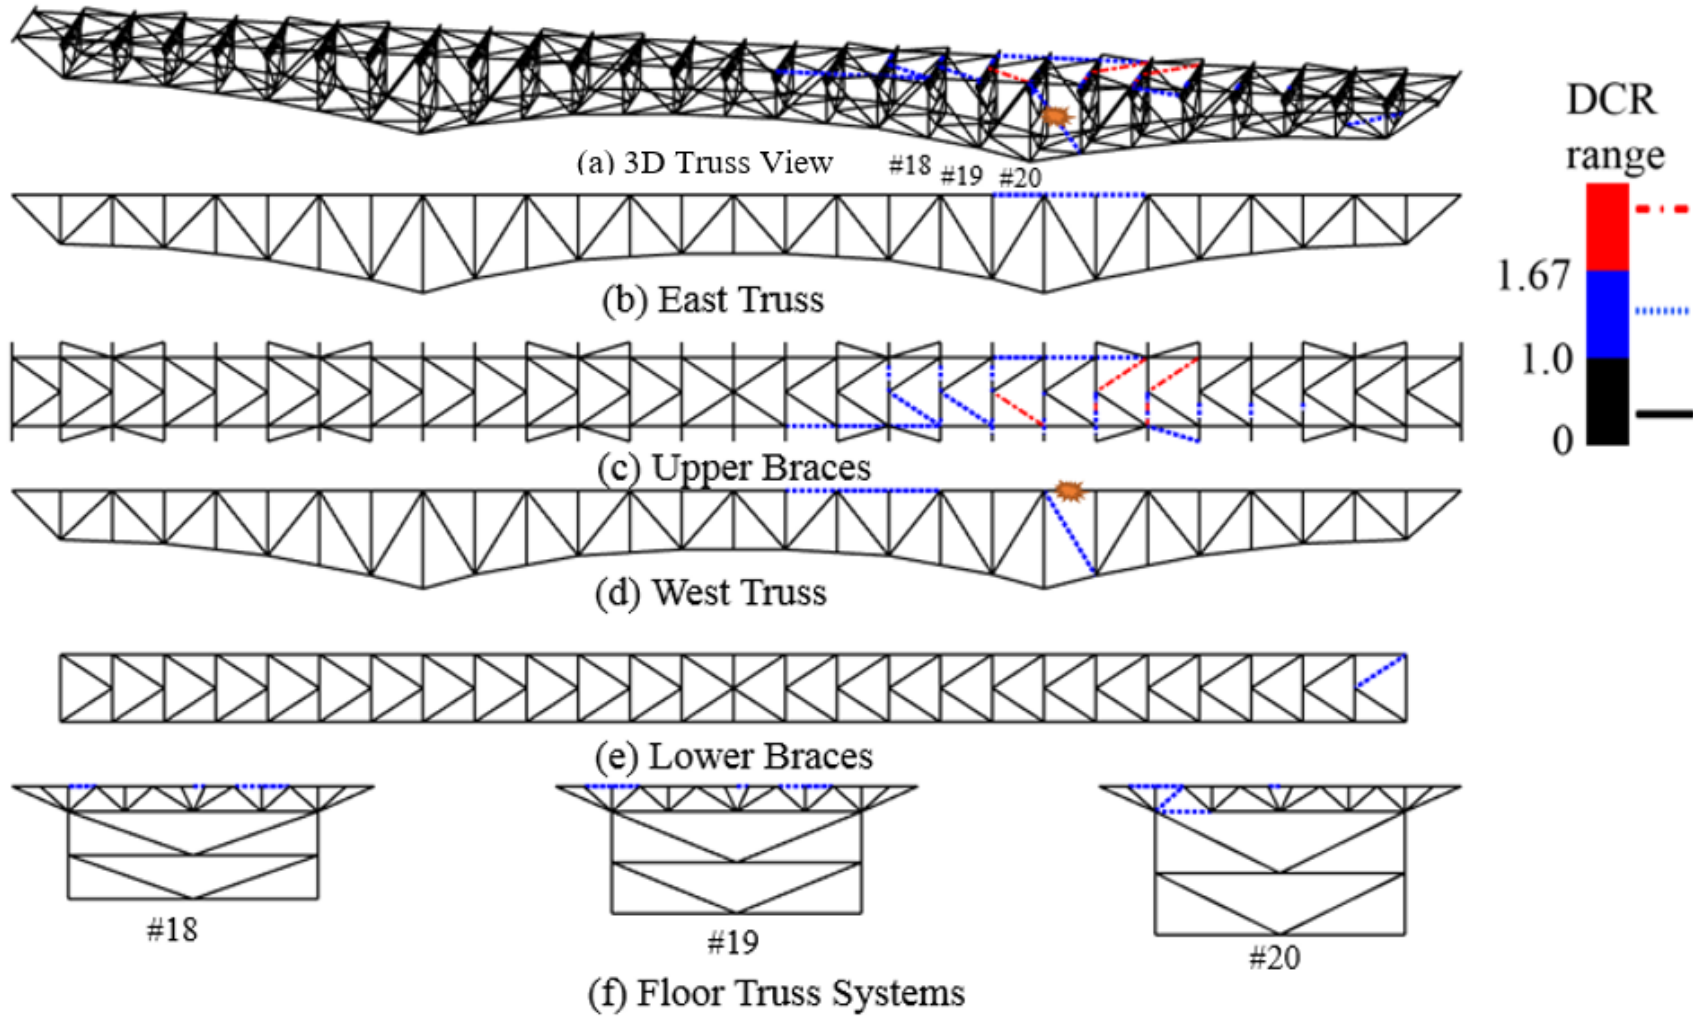 DCR
range
(a) 3D Truss View
#18
#19
#20
1.67
1.0
0
(b) East Truss
(c) Upper Braces
(d) West Truss
(e) Lower Braces
#18
#19
#20
(f) Floor Truss Systems